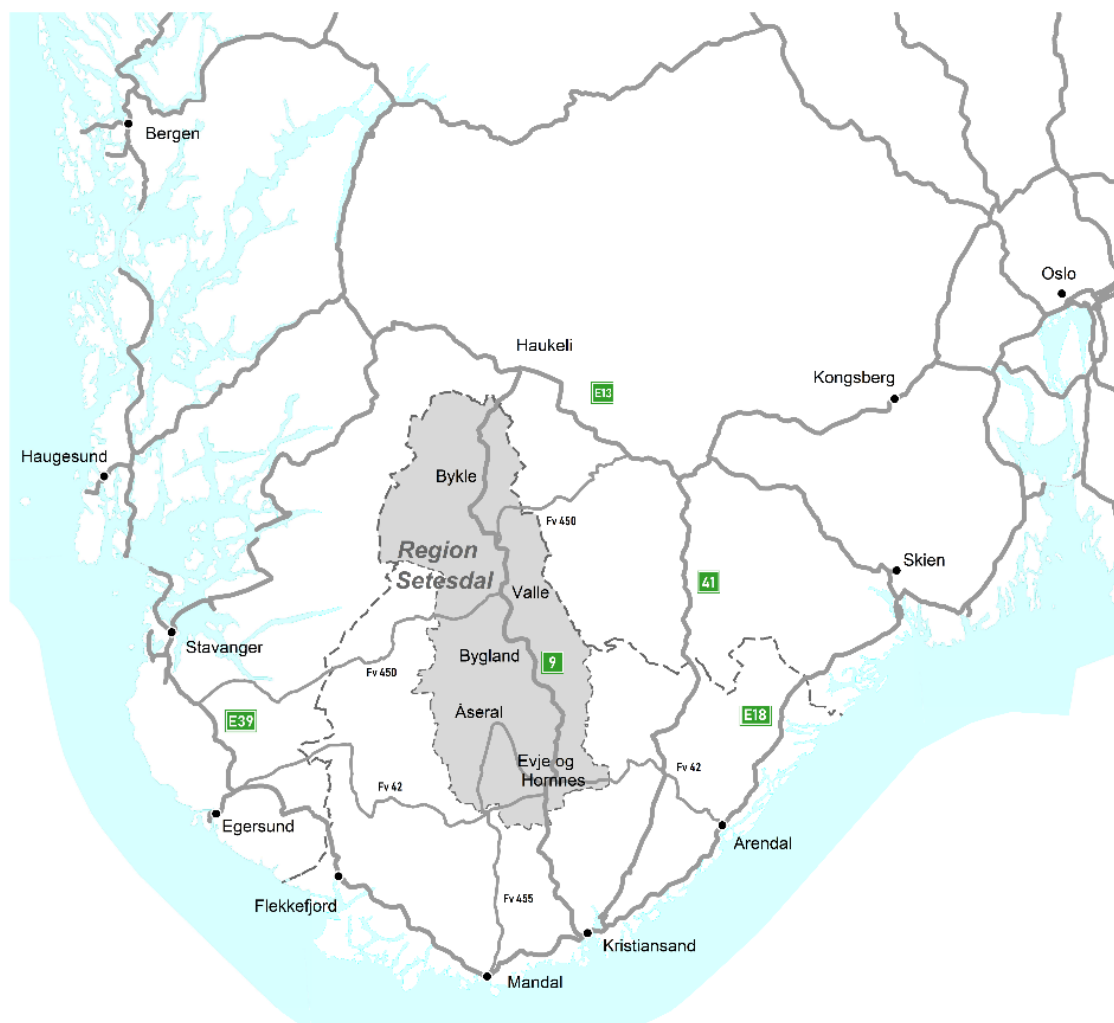 Bergen
Oslo
Haukeli
Kongsberg
E13
Haugesund
Bykle
Fv 450
Region
Setesdal
Skien
41
Valle
Stavanger
Bygland
9
Fv 450
Åseral
E39
E18
Evje og
Hornnes
Fv 42
Fv 42
Egersund
Arendal
Flekkefjord
Fv 455
Kristiansand
Mandal